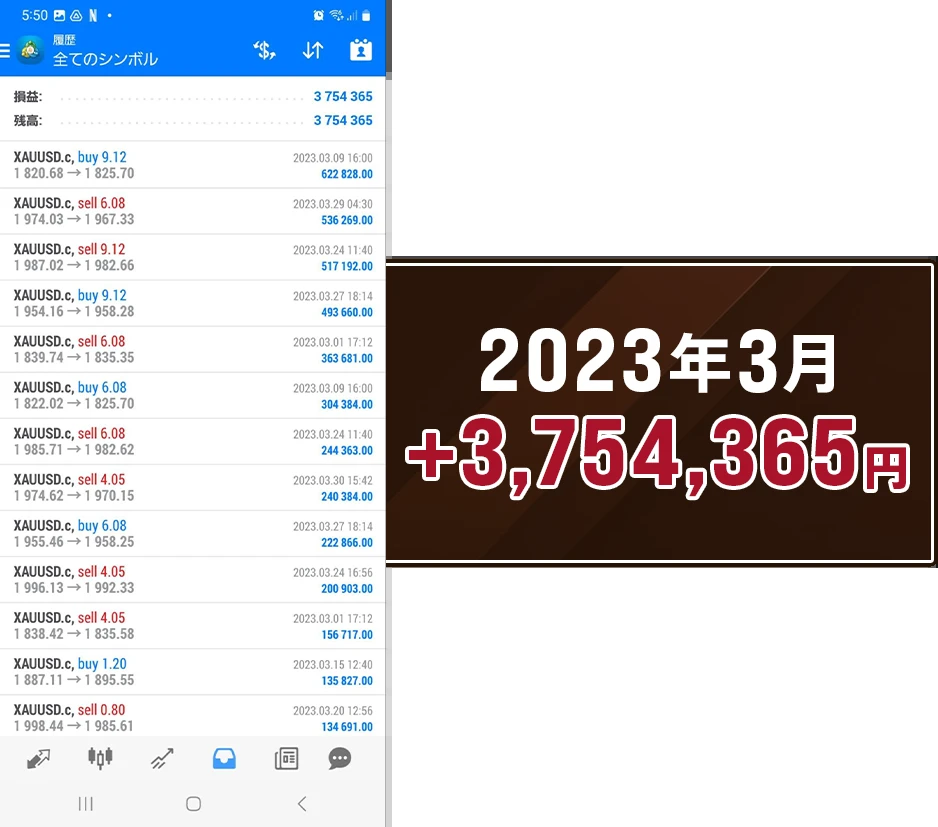 5:50
履歴
全てのシンボル
損益: 3 754 365
残高: 3 754 365
XAUUSD.c, buy 9.12 2023.03.09 16:00
1 820.68 → 1 825.70 622 828.00
XAUUSD.c, sell 6.08 2023.03.29 04:30
1 974.03 → 1 967.33 536 269.00
XAUUSD.c, sell 9.12 2023.03.24 11:40
1 987.02 → 1 982.66 517 192.00
XAUUSD.c, buy 9.12 2023.03.27 18:14
1 954.16 → 1 958.28 493 660.00
XAUUSD.c, sell 6.08 2023.03.01 17:12
1 839.74 → 1 835.35 363 681.00
XAUUSD.c, buy 6.08 2023.03.09 16:00
1 822.02 → 1 825.70 304 384.00
XAUUSD.c, sell 6.08 2023.03.24 11:40
1 985.71 → 1 982.62 244 363.00
XAUUSD.c, sell 4.05 2023.03.30 15:42
1 974.62 → 1 970.15 240 384.00
XAUUSD.c, buy 6.08 2023.03.27 18:14
1 955.46 → 1 958.25 222 866.00
XAUUSD.c, sell 4.05 2023.03.24 16:56
1 996.13 → 1 992.33 200 903.00
XAUUSD.c, sell 4.05 2023.03.01 17:12
1 838.42 → 1 835.58 156 717.00
XAUUSD.c, buy 1.20 2023.03.15 12:40
1 887.11 → 1 895.55 135 827.00
XAUUSD.c, sell 0.80 2023.03.20 12:56
1 998.44 → 1 985.61 134 691.00
2023年3月
+3,754,365円